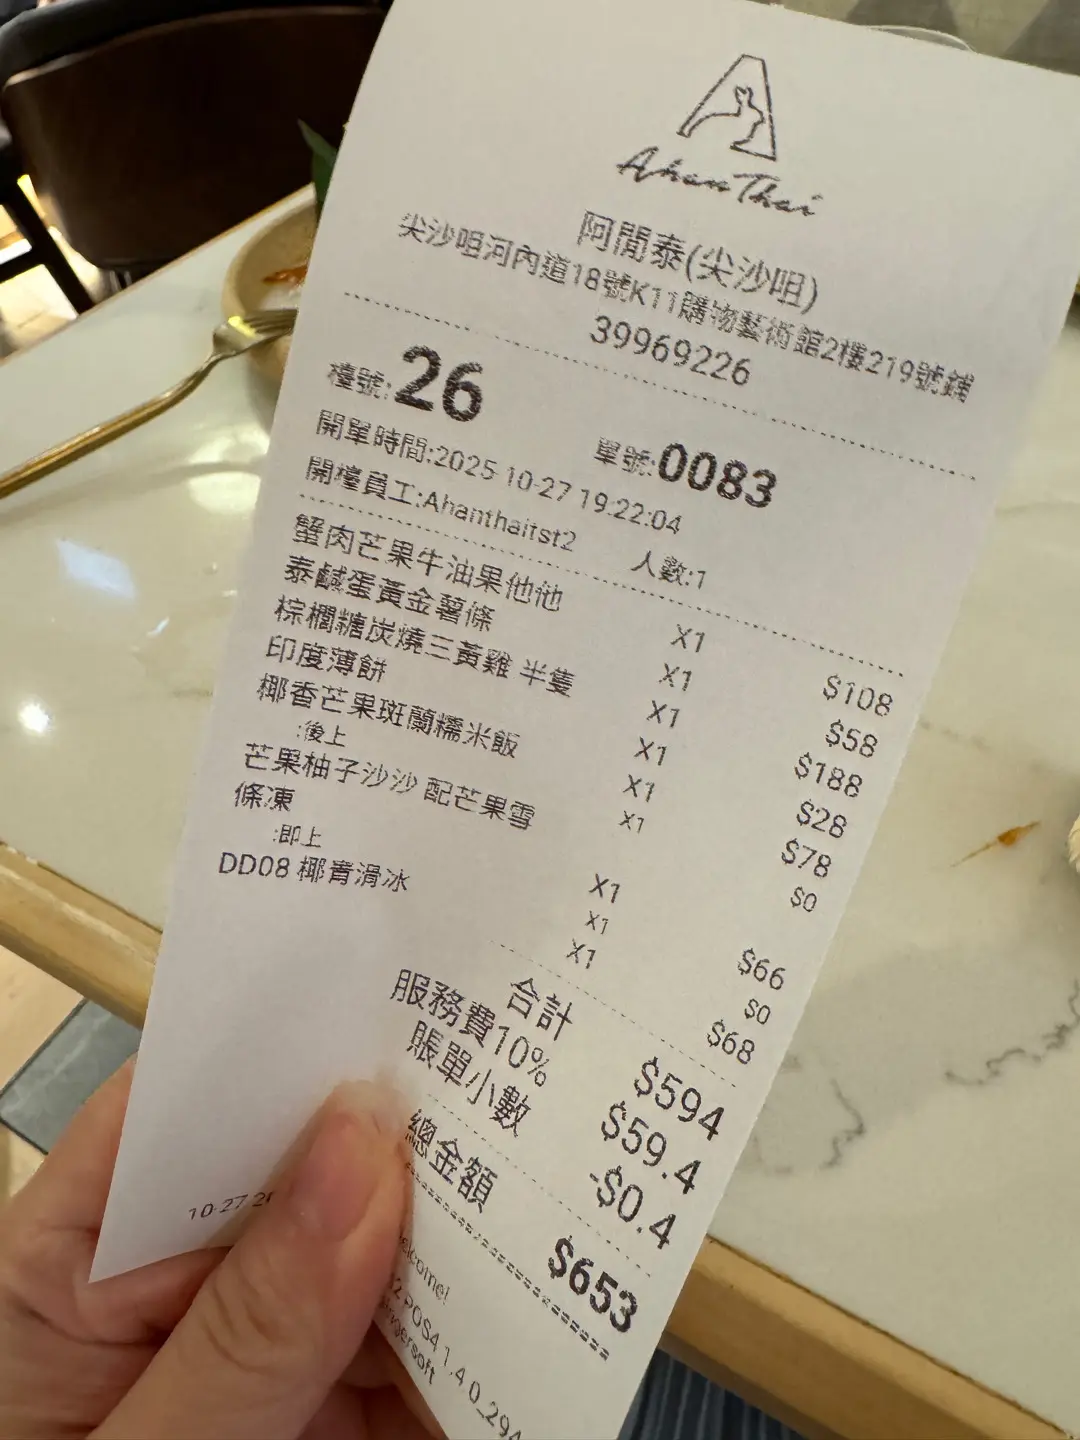 Ahan Thai
阿閒泰(尖沙咀)
尖沙咀河內道18號K11購物藝術館2樓219號鋪
39969226
檯號:26 單號:0083
開單時間:2025-10-27 19:22:04
開檯員工:Ahanthaitst2 人數:1
蟹肉芒果牛油果他他 X1 $108
泰鹹蛋黃金薯條 X1 $58
棕櫚糖炭燒三黃雞 半隻 X1 $188
印度薄餅 X1 $28
椰香芒果斑蘭糯米飯 X1 $78
:後上 X1 $0
芒果柚子沙沙 配芒果雪
條凍 X1 $66
:即上 X1 $0
DD08 椰青滑冰 X1 $68
合計 $594
服務費10% $59.4
賬單小數 -$0.4
總金額 $653
10-27
elcome!
POS4.1.4.0_294
gersoft